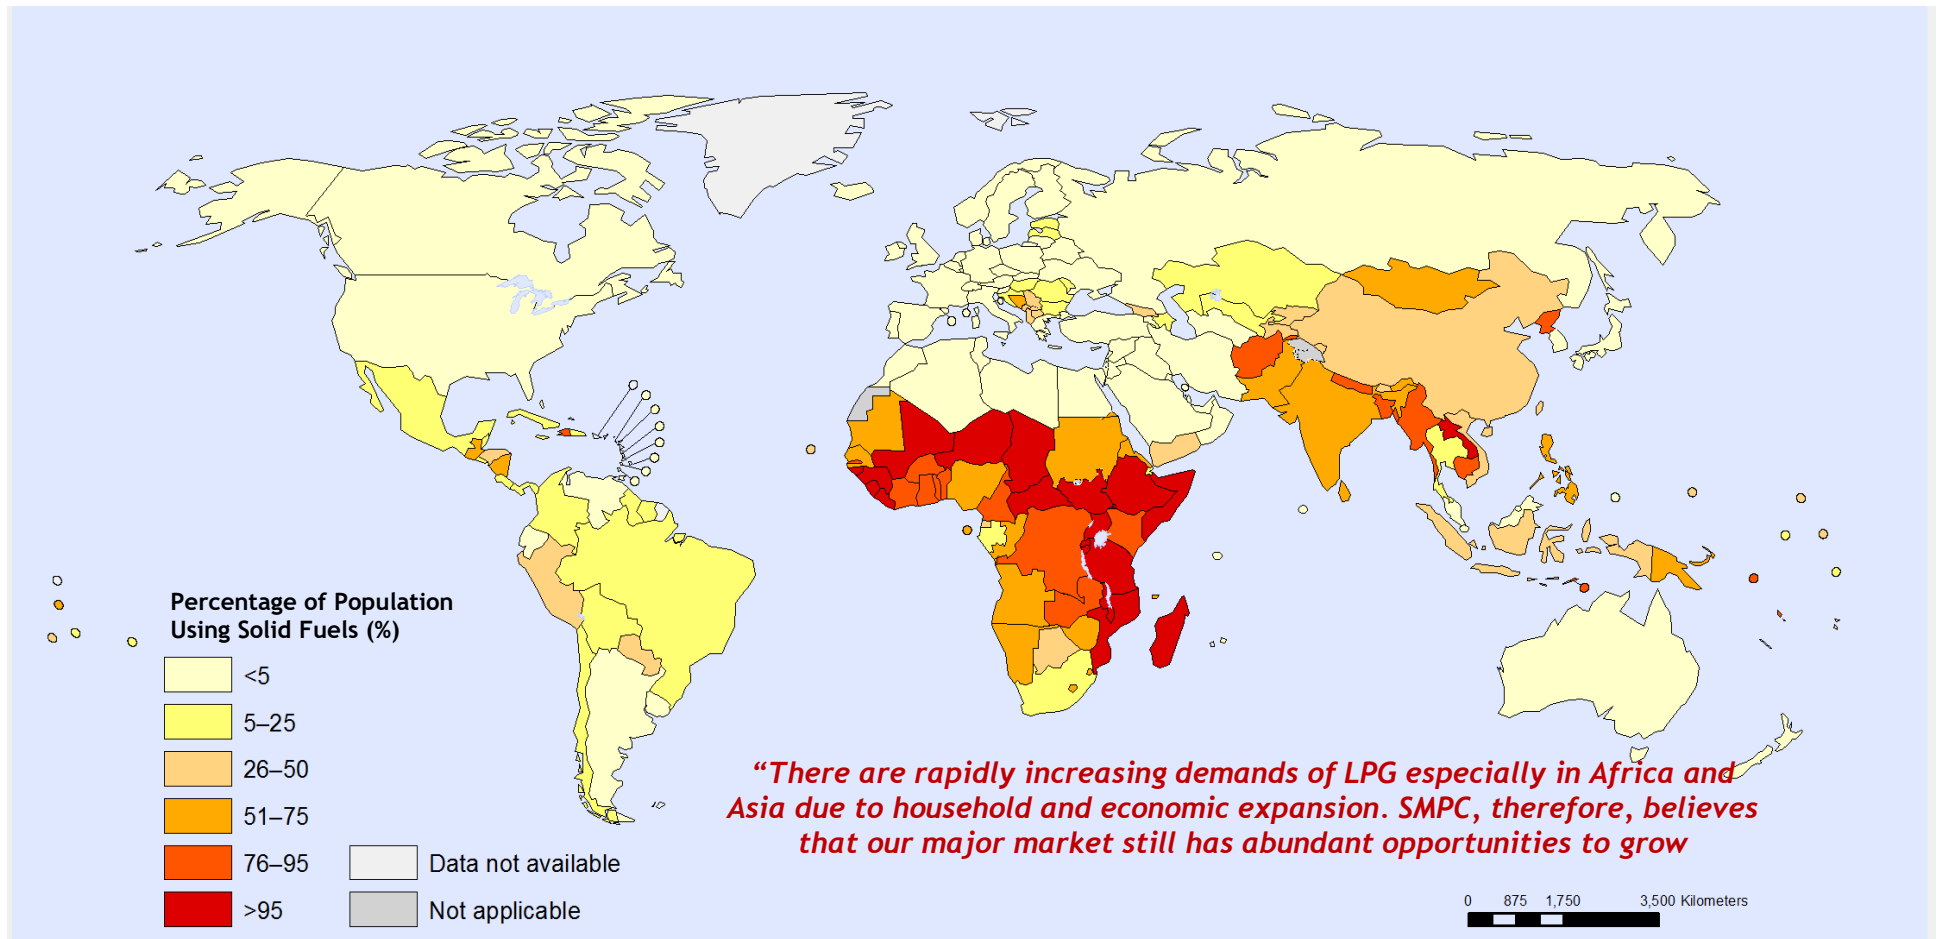 Percentage of Population
Using Solid Fuels (%)
<5
5–25
26–50
51–75
76–95
>95
Data not available
Not applicable
“There are rapidly increasing demands of LPG especially in Africa and
Asia due to household and economic expansion. SMPC, therefore, believes
that our major market still has abundant opportunities to grow
0 875 1,750 3,500 Kilometers